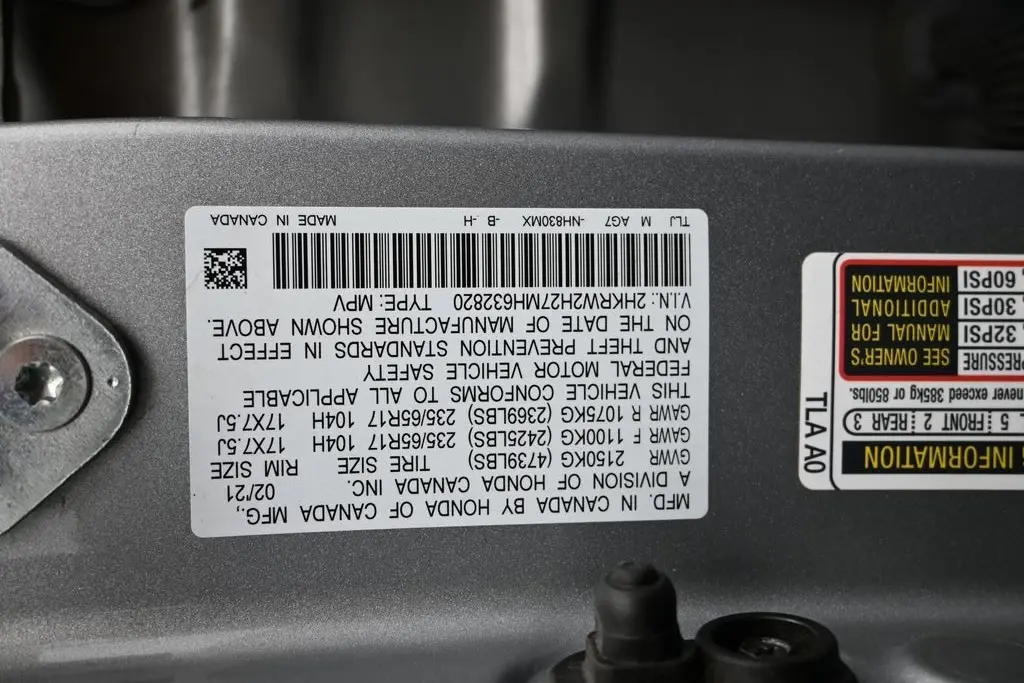 MFD. IN CANADA BY HONDA OF CANADA MFG.,
A DIVISION OF HONDA CANADA INC. 02/'21
GVWR 2150KG (4739LBS) TIRE SIZE RIM SIZE
GAWR F 1100KG (2425LBS) 235/65R17 104H 17X7.5J
GAWR R 1075KG (2369LBS) 235/65R17 104H 17X7.5J
THIS VEHICLE CONFORMS TO ALL APPLICABLE
FEDERAL MOTOR VEHICLE SAFETY
AND THEFT PREVENTION STANDARDS IN EFFECT
ON THE DATE OF MANUFACTURE SHOWN ABOVE.
V.I.N.: 2HKRW2H27MH632820 TYPE: MPV
TLJ M AG7 -NH830MX -B -H MADE IN CANADA
INFORMATION
5 FRONT 2 REAR 3
never exceed 385kg or 850lbs.
PRESSURE
32PSI
30PSI
60PSI
SEE OWNER'S
MANUAL FOR
ADDITIONAL
INFORMATION
TLA A0